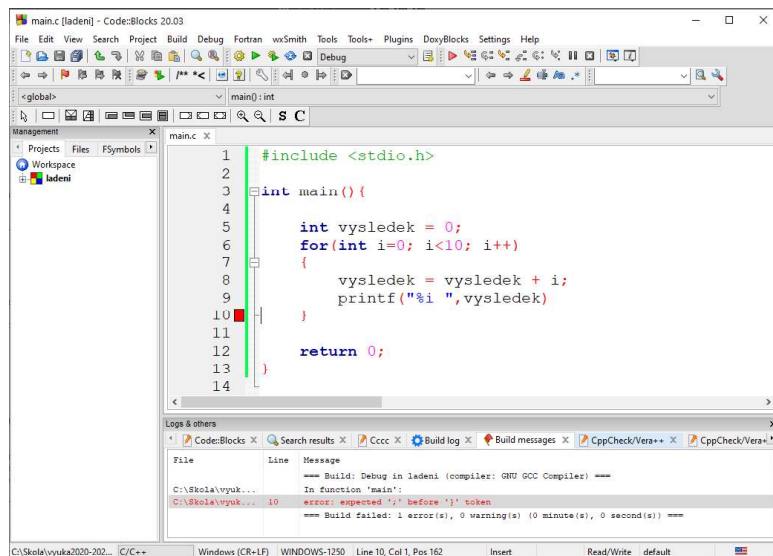 main.c [ladeni] - Code::Blocks 20.03
File Edit View Search Project Build Debug Fortran wxSmith Tools Tools+ Plugins DoxyBlocks Settings Help
Debug
/** *<
<global> main() : int
S C
Management
main.c X
Projects Files FSymbols
Workspace
ladeni
1 #include <stdio.h>
2
3 int main(){
4
5 int vysledek = 0;
6 for(int i=0; i<10; i++)
7 {
8 vysledek = vysledek + i;
9 printf("%i ",vysledek)
10 }
11
12 return 0;
13 }
14
Logs & others
Code::Blocks X Search results X Cccc X Build log X Build messages X CppCheck/Vera++ X CppCheck/Vera+
File Line Message
=== Build: Debug in ladeni (compiler: GNU GCC Compiler) ===
C:\Skola\vyuk... In function 'main':
C:\Skola\vyuk... 10 error: expected ';' before '}' token
=== Build failed: 1 error(s), 0 warning(s) (0 minute(s), 0 second(s)) ===
C:\Skola\vyuka2020-202... C/C++ Windows (CR+LF) WINDOWS-1250 Line 10, Col 1, Pos 162 Insert Read/Write default